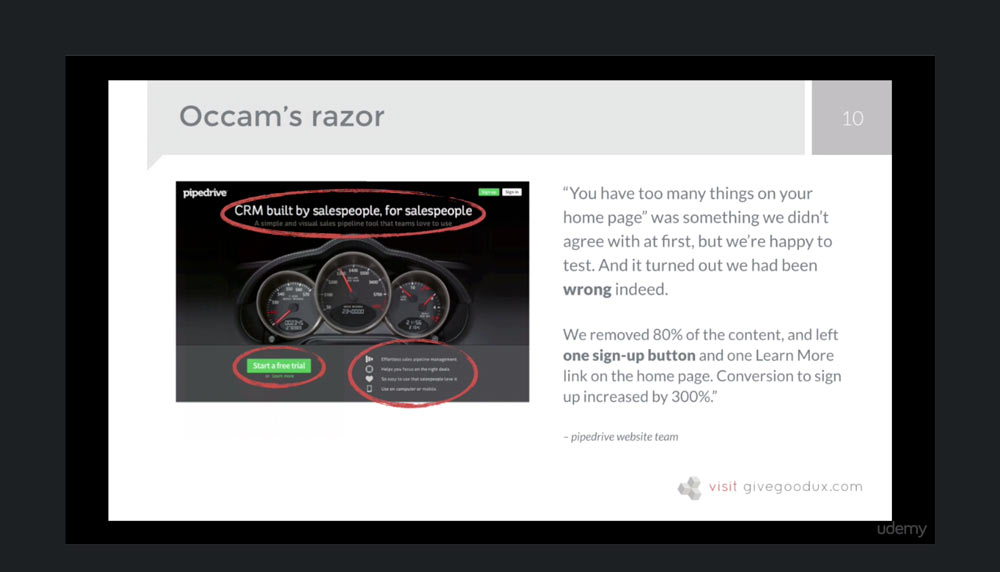 Occam's razor
10
pipedrive
Sign up
Sign in
CRM built by salespeople, for salespeople
A simple and visual sales pipeline tool that teams love to use
Start a free trial
or learn more
Effortless sales pipeline management
Helps you focus on the right deals
So easy to use that salespeople love it
Use on computer or mobile
“You have too many things on your
home page” was something we didn’t
agree with at first, but we’re happy to
test. And it turned out we had been
wrong indeed.
We removed 80% of the content, and left
one sign-up button and one Learn More
link on the home page. Conversion to sign
up increased by 300%.”
– pipedrive website team
visit givegoodux.com
udemy